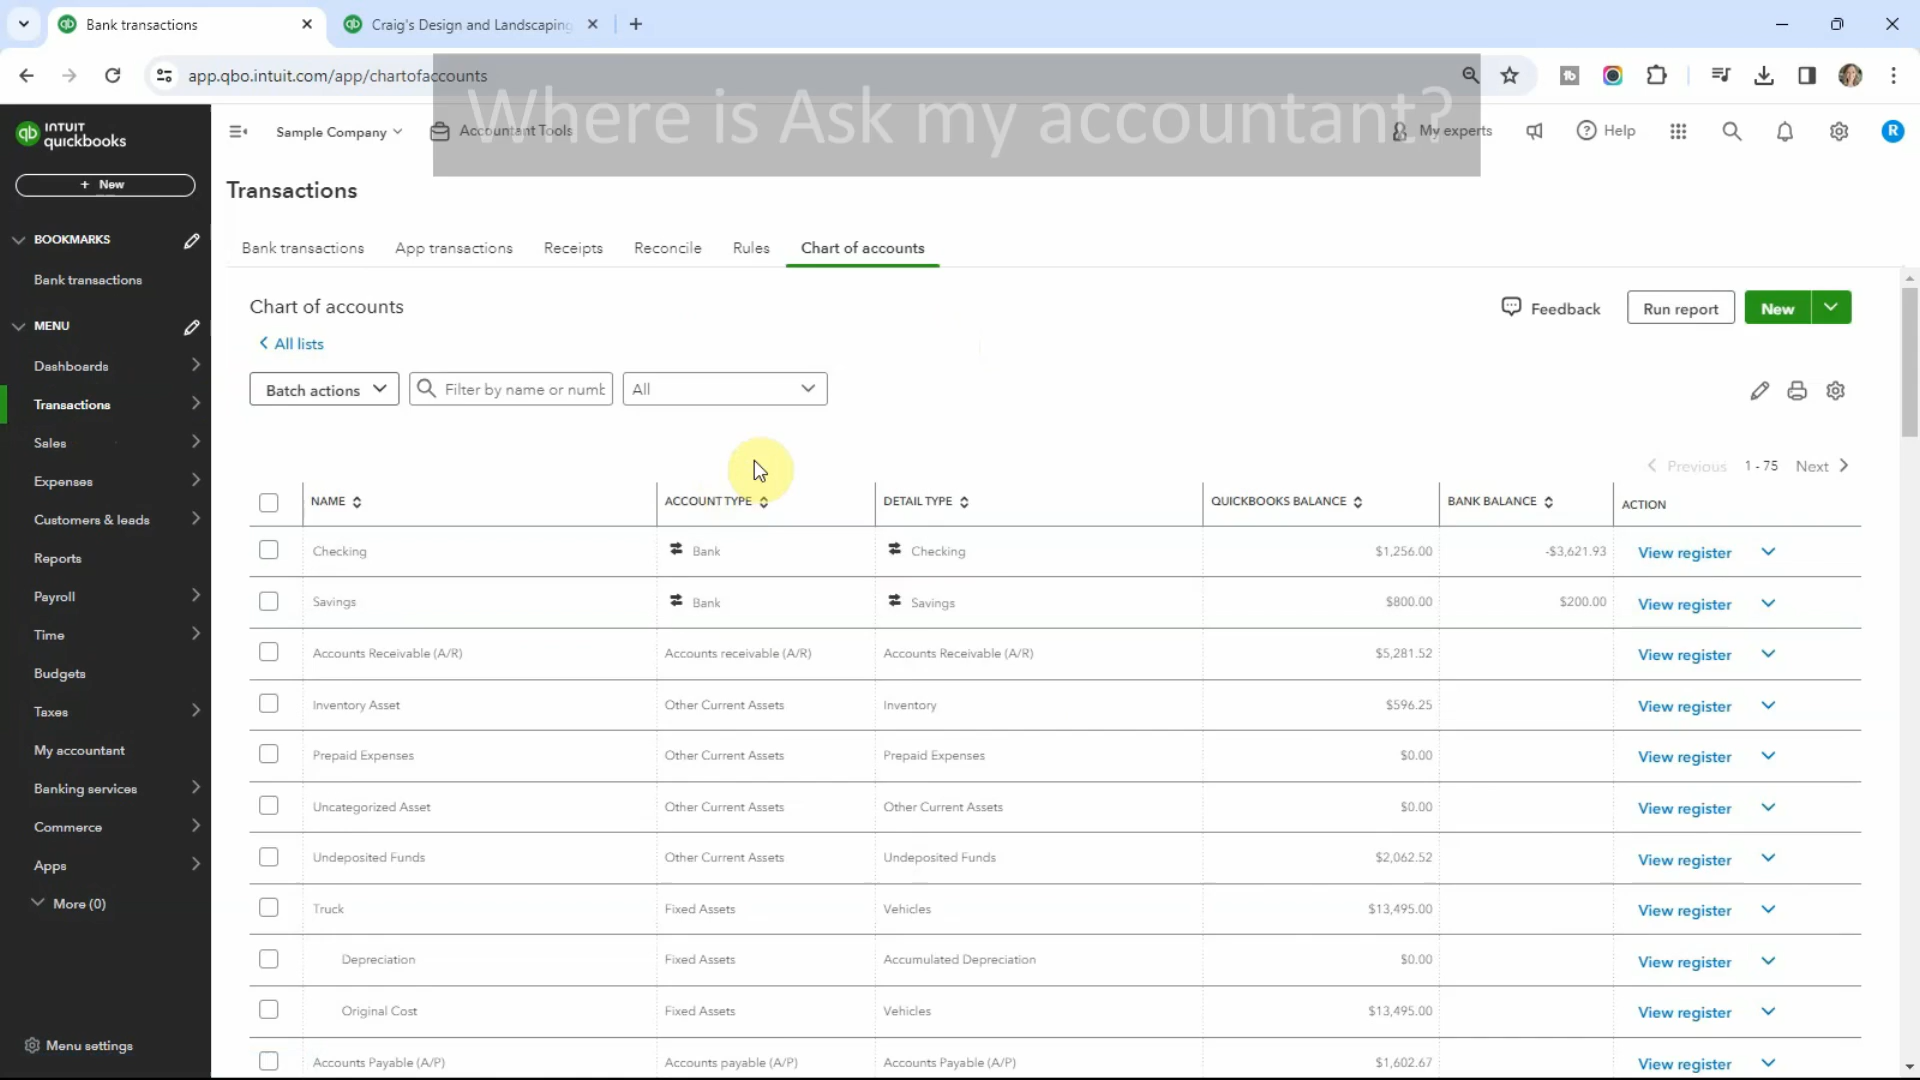 Bank transactions
Craig's Design and Landscaping
app.qbo.intuit.com/app/chartofaccounts
Where is Ask my accountant?
INTUIT
quickbooks
Sample Company
Accountant Tools
My experts
Help
R
+ New
Transactions
BOOKMARKS
Bank transactions
MENU
Dashboards
Transactions
Sales
Expenses
Customers & leads
Reports
Payroll
Time
Budgets
Taxes
My accountant
Banking services
Commerce
Apps
More (0)
Menu settings
Bank transactions App transactions Receipts Reconcile Rules Chart of accounts
Chart of accounts
Feedback Run report New
All lists
Batch actions Filter by name or numb All
Previous 1 - 75 Next
NAME ACCOUNT TYPE DETAIL TYPE QUICKBOOKS BALANCE BANK BALANCE ACTION
Checking Bank Checking $1,256.00 -$3,621.93 View register
Savings Bank Savings $800.00 $200.00 View register
Accounts Receivable (A/R) Accounts receivable (A/R) Accounts Receivable (A/R) $5,281.52 View register
Inventory Asset Other Current Assets Inventory $596.25 View register
Prepaid Expenses Other Current Assets Prepaid Expenses $0.00 View register
Uncategorized Asset Other Current Assets Other Current Assets $0.00 View register
Undeposited Funds Other Current Assets Undeposited Funds $2,062.52 View register
Truck Fixed Assets Vehicles $13,495.00 View register
Depreciation Fixed Assets Accumulated Depreciation $0.00 View register
Original Cost Fixed Assets Vehicles $13,495.00 View register
Accounts Payable (A/P) Accounts payable (A/P) Accounts Payable (A/P) $1,602.67 View register